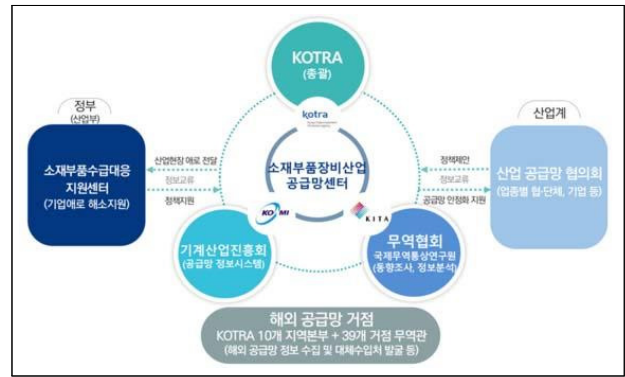 KOTRA
(총괄)
kotra
정부
(산업부)
소재부품수급대응
지원센터
(기업애로 해소지원)
산업현장 애로 전달
정보교류
정책지원
소재부품장비산업
공급망센터
정책제안
정보교류
공급망 안정화 지원
산업계
산업 공급망 협의회
(업종별 협·단체, 기업 등)
KOMI
KITA
기계산업진흥회
(공급망 정보시스템)
무역협회
국제무역통상연구원
(동향조사, 정보분석)
해외 공급망 거점
KOTRA 10개 지역본부 + 39개 거점 무역관
(해외 공급망 정보 수집 및 대체수입처 발굴 등)